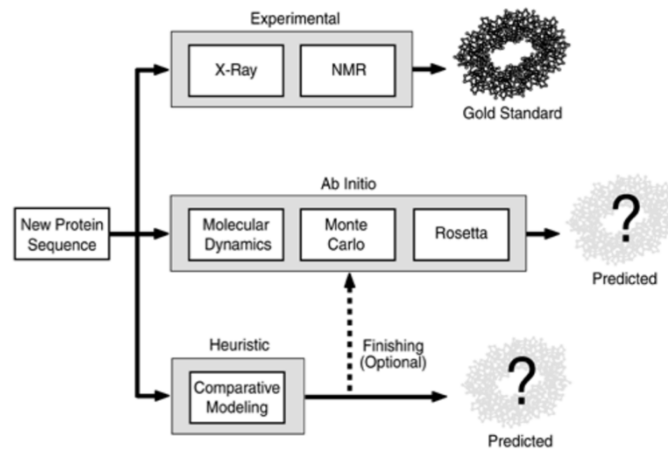 Experimental
X-Ray
NMR
Gold Standard
Ab Initio
New Protein
Sequence
Molecular
Dynamics
Monte
Carlo
Rosetta
?
Predicted
Heuristic
Finishing
(Optional)
Comparative
Modeling
?
Predicted